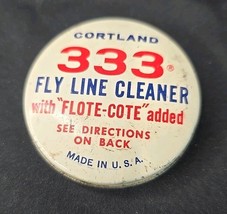 CORTLAND
333®
FLY LINE CLEANER
with "FLOTE-COTE" added
SEE DIRECTIONS
ON BACK
MADE IN U.S.A.